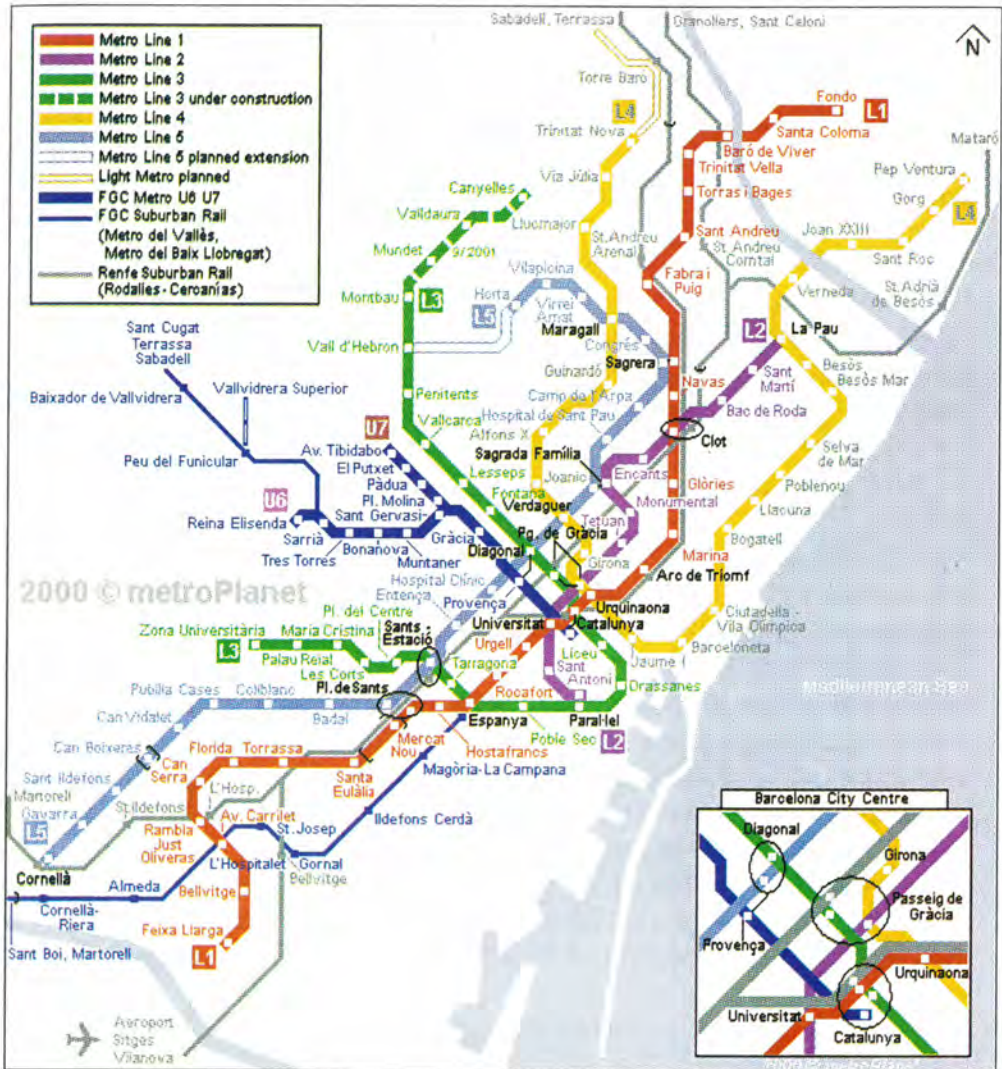 Metro Line 1
Metro Line 2
Metro Line 3
Metro Line 3 under construction
Metro Line 4
Metro Line 5
Metro Line 5 planned extension
Light Metro planned
FGC Metro U6 U7
FGC Suburban Rail
(Metro del Vallès,
Metro del Baix Llobregat)
Renfe Suburban Rail
(Rodalies-Cercanías)
Sabadell, Terrassa
Granollers, Sant Celoni
N
Torre Baró
L4
Trinitat Nova
Via Júlia
Llucmajor
St. Andreu
Arenal
Fondo
L1
Santa Coloma
Baró de Viver
Trinitat Vella
Torras i Bages
Sant Andreu
St. Andreu
Comtal
Fabra i
Puig
Mataró
Pep Ventura
Gorg
L4
Joan XXIII
Sant Roc
St. Adrià
de Besòs
Verneda
La Pau
L2
Besòs
Besòs Mar
Sant
Martí
Bac de Roda
Selva
de Mar
Poblenou
Llacuna
Bogatell
Ciutadella -
Vila Olímpica
Barceloneta
Jaume I
Canyelles
Valldaura
Mundet
9/2001
Montbau
L3
Vall d'Hebron
Horta
L5
Vilapicina
Virrei
Amat
Maragall
Congrés
Sagrera
Guinardó
Navas
Camp de l'Arpa
Hospital de Sant Pau
Clot
Alfons X
Sagrada Família
Encants
Glòries
Joanic
Monumental
Verdaguer
Tetuan
Marina
Pg. de Gràcia
Girona
Arc de Triomf
Diagonal
Urquinaona
Catalunya
Universitat
Penitents
Vallcarca
Lesseps
Fontana
Sant Cugat
Terrassa
Sabadell
Vallvidrera Superior
Baixador de Vallvidrera
Peu del Funicular
U7
Av. Tibidabo
El Putxet
Pàdua
Pl. Molina
Sant Gervasi
U6
Reina Elisenda
Sarrià
Tres Torres
Bonanova
Muntaner
Gràcia
Hospital Clínic
Entença
Provença
2000 © metroPlanet
Pl. del Centre
Sants-
Estació
Zona Universitària
Maria Cristina
L3
Palau Reial
Les Corts
Tarragona
Urgell
Liceu
Sant
Antoni
Rocafort
Drassanes
Pl. de Sants
Pubilla Cases
Collblanc
Badal
Espanya
Paral·lel
Poble Sec
L2
Mercat
Nou
Hostafrancs
Can Vidalet
Can Boixeres
Florida
Torrassa
Can
Serra
Santa
Eulàlia
Magòria-La Campana
Sant Ildefons
Martorell
Gavarra
L5
St. Ildefons
L'Hosp.
Av. Carrilet
Rambla
Just
Oliveras
St. Josep
Ildefons Cerdà
L'Hospitalet
Gornal
Bellvitge
Cornellà
Almeda
Bellvitge
Cornellà-
Riera
Feixa Llarga
L1
Sant Boi, Martorell
Aeroport
Sitges
Vilanova
Barcelona City Centre
Diagonal
Girona
Passeig de
Gràcia
Provença
Urquinaona
Universitat
Catalunya